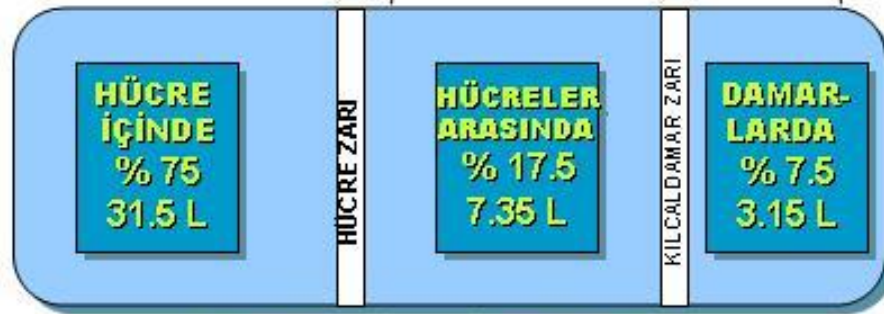 HÜCRE
İÇİNDE
% 75
31.5 L
HÜCRE ZARI
HÜCRELER
ARASINDA
% 17.5
7.35 L
KILCALDAMAR ZARI
DAMAR-
LARDA
% 7.5
3.15 L